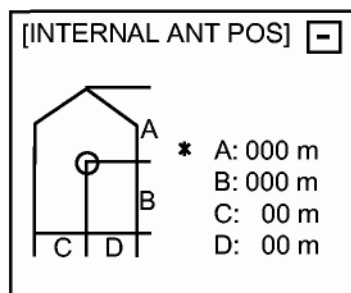 [INTERNAL ANT POS] -
A
B
C D
* A: 000 m
B: 000 m
C: 00 m
D: 00 m